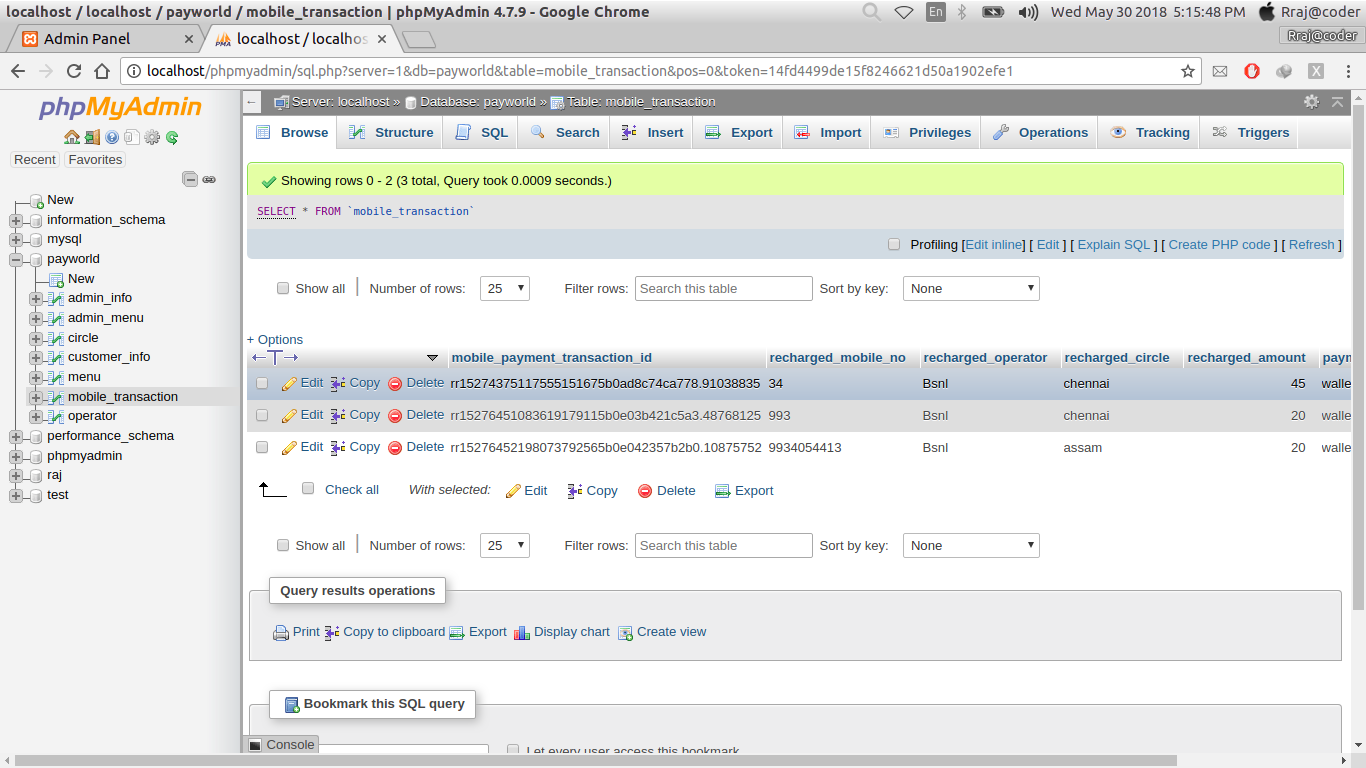 localhost / localhost / payworld / mobile_transaction | phpMyAdmin 4.7.9 - Google Chrome En Wed May 30 2018 5:15:48 PM Rraj@coder
Admin Panel × localhost / localhos × Rraj@coder
localhost/phpmyadmin/sql.php?server=1&db=payworld&table=mobile_transaction&pos=0&token=14fd4499de15f8246621d50a1902efe1 X
phpMyAdmin
Recent Favorites
New
information_schema
mysql
payworld
New
admin_info
admin_menu
circle
customer_info
menu
mobile_transaction
operator
performance_schema
phpmyadmin
raj
test
Server: localhost » Database: payworld » Table: mobile_transaction
Browse Structure SQL Search Insert Export Import Privileges Operations Tracking Triggers
Showing rows 0 - 2 (3 total, Query took 0.0009 seconds.)
SELECT * FROM `mobile_transaction`
Profiling [Edit inline] [ Edit ] [ Explain SQL ] [ Create PHP code ] [ Refresh ]
Show all | Number of rows: 25 Filter rows: Search this table Sort by key: None
+ Options
←T→ mobile_payment_transaction_id recharged_mobile_no recharged_operator recharged_circle recharged_amount payn
Edit Copy Delete rr15274375117555151675b0ad8c74ca778.91038835 34 Bsnl chennai 45 walle
Edit Copy Delete rr15276451083619179115b0e03b421c5a3.48768125 993 Bsnl chennai 20 walle
Edit Copy Delete rr15276452198073792565b0e042357b2b0.10875752 9934054413 Bsnl assam 20 walle
Check all With selected: Edit Copy Delete Export
Show all | Number of rows: 25 Filter rows: Search this table Sort by key: None
Query results operations
Print Copy to clipboard Export Display chart Create view
Bookmark this SQL query
Console
Let every user access this bookmark